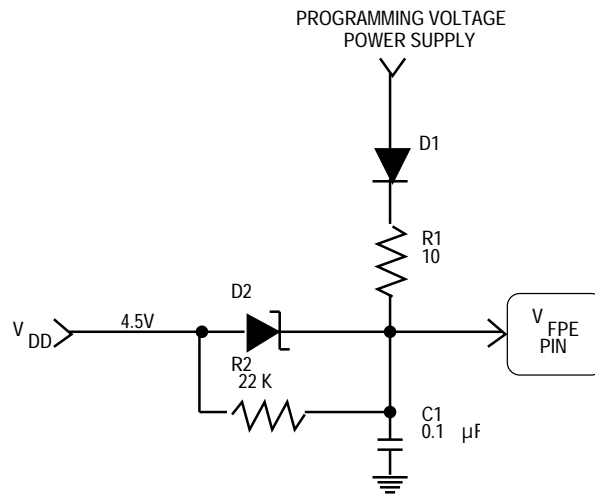 PROGRAMMING VOLTAGE
POWER SUPPLY
D1
R1
10
D2
V DD
4.5V
V FPE
PIN
R2
22 K
C1
0.1 µF